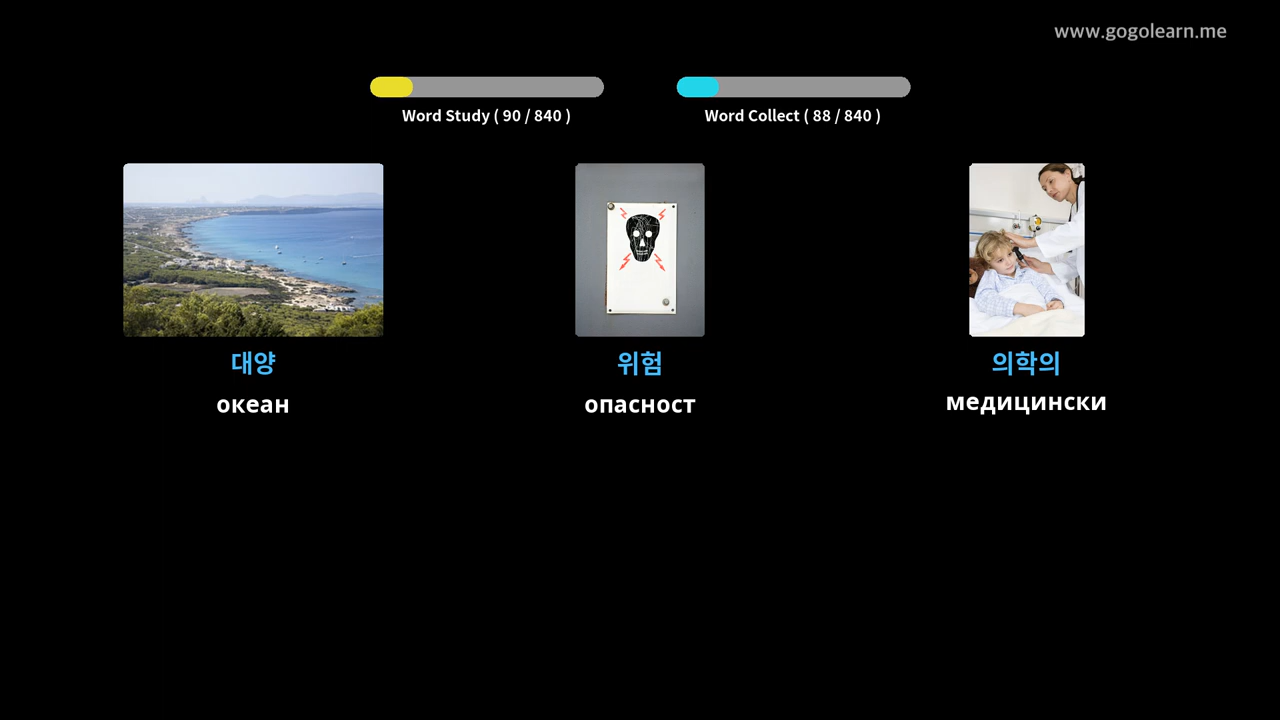 www.gogolearn.me
Word Study ( 90 / 840 )
Word Collect ( 88 / 840 )
대양
위험
의학의
океан
опасност
медицински